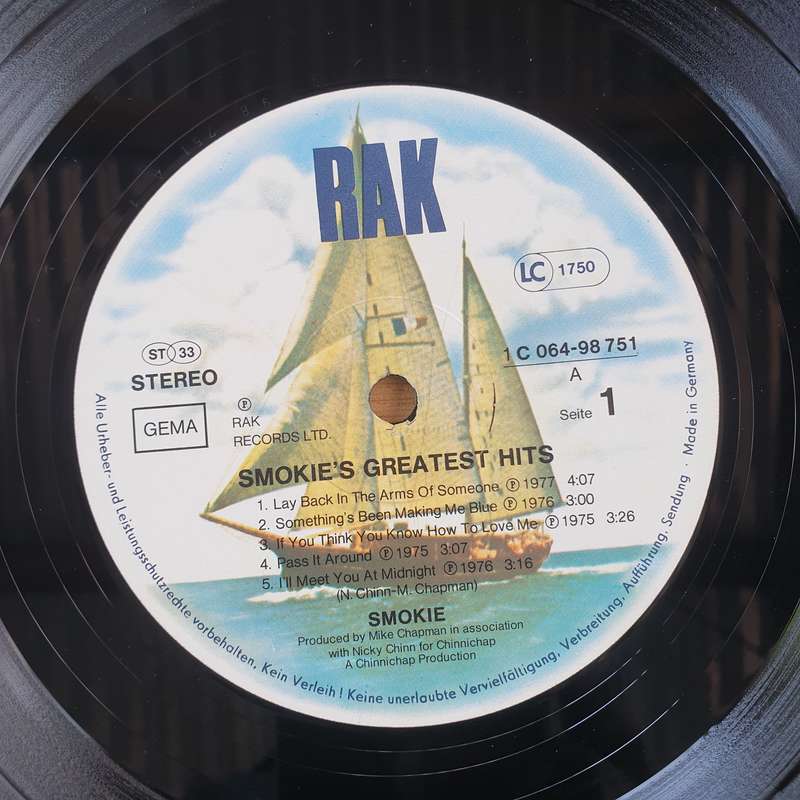 RAK
LC 1750
ST 33
STEREO
GEMA
℗
RAK
RECORDS LTD.
1 C 064-98 751
A
Seite 1
SMOKIE'S GREATEST HITS
1. Lay Back In The Arms Of Someone ℗ 1977 4:07
2. Something's Been Making Me Blue ℗ 1976 3:00
3. If You Think You Know How To Love Me ℗ 1975 3:26
4. Pass It Around ℗ 1975 3:07
5. I'll Meet You At Midnight ℗ 1976 3:16
(N. Chinn-M. Chapman)
SMOKIE
Produced by Mike Chapman in association
with Nicky Chinn for Chinnichap
A Chinnichap Production
Alle Urheber- und Leistungsschutzrechte vorbehalten, Kein Verleih! Keine unerlaubte Vervielfältigung, Verbreitung, Aufführung, Sendung · Made in Germany